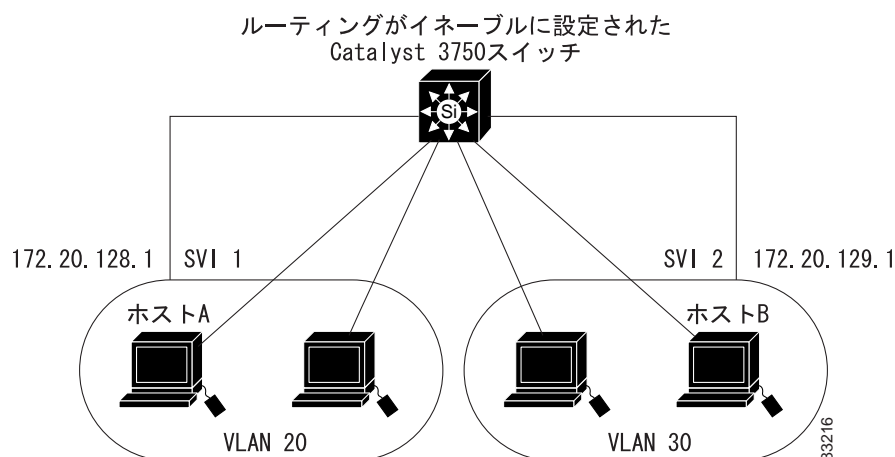 ルーティングがイネーブルに設定された
Catalyst 3750スイッチ
Si
172.20.128.1 SVI 1
SVI 2 172.20.129.1
ホストA
ホストB
VLAN 20
VLAN 30